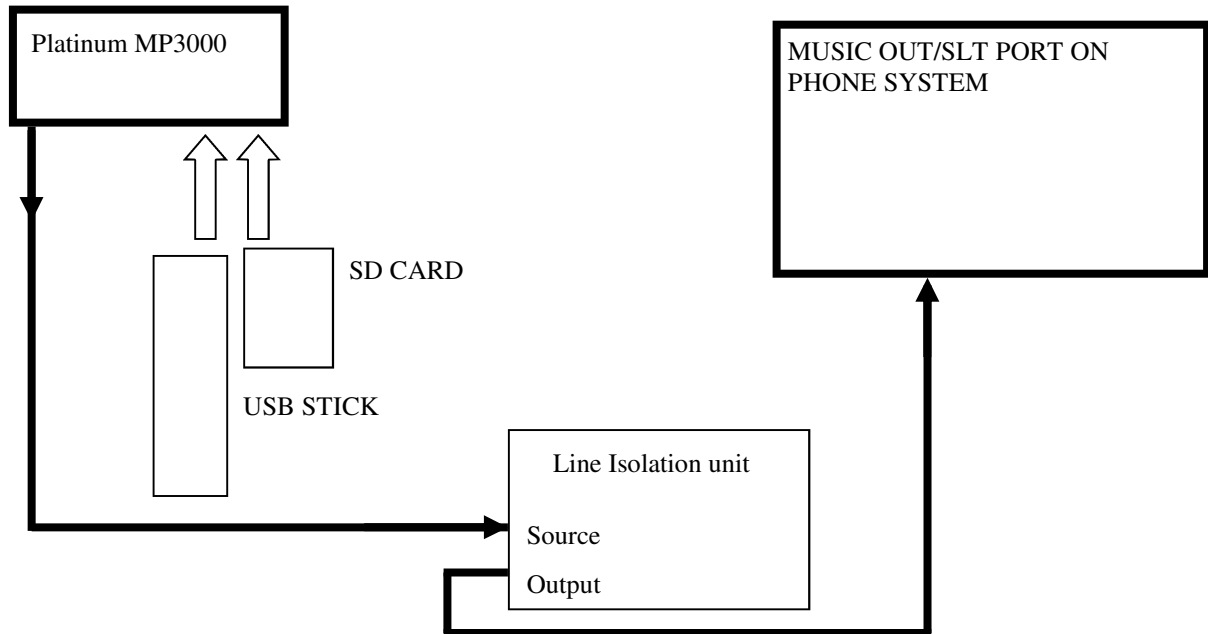 Platinum MP3000
MUSIC OUT/SLT PORT ON
PHONE SYSTEM
SD CARD
USB STICK
Line Isolation unit
Source
Output